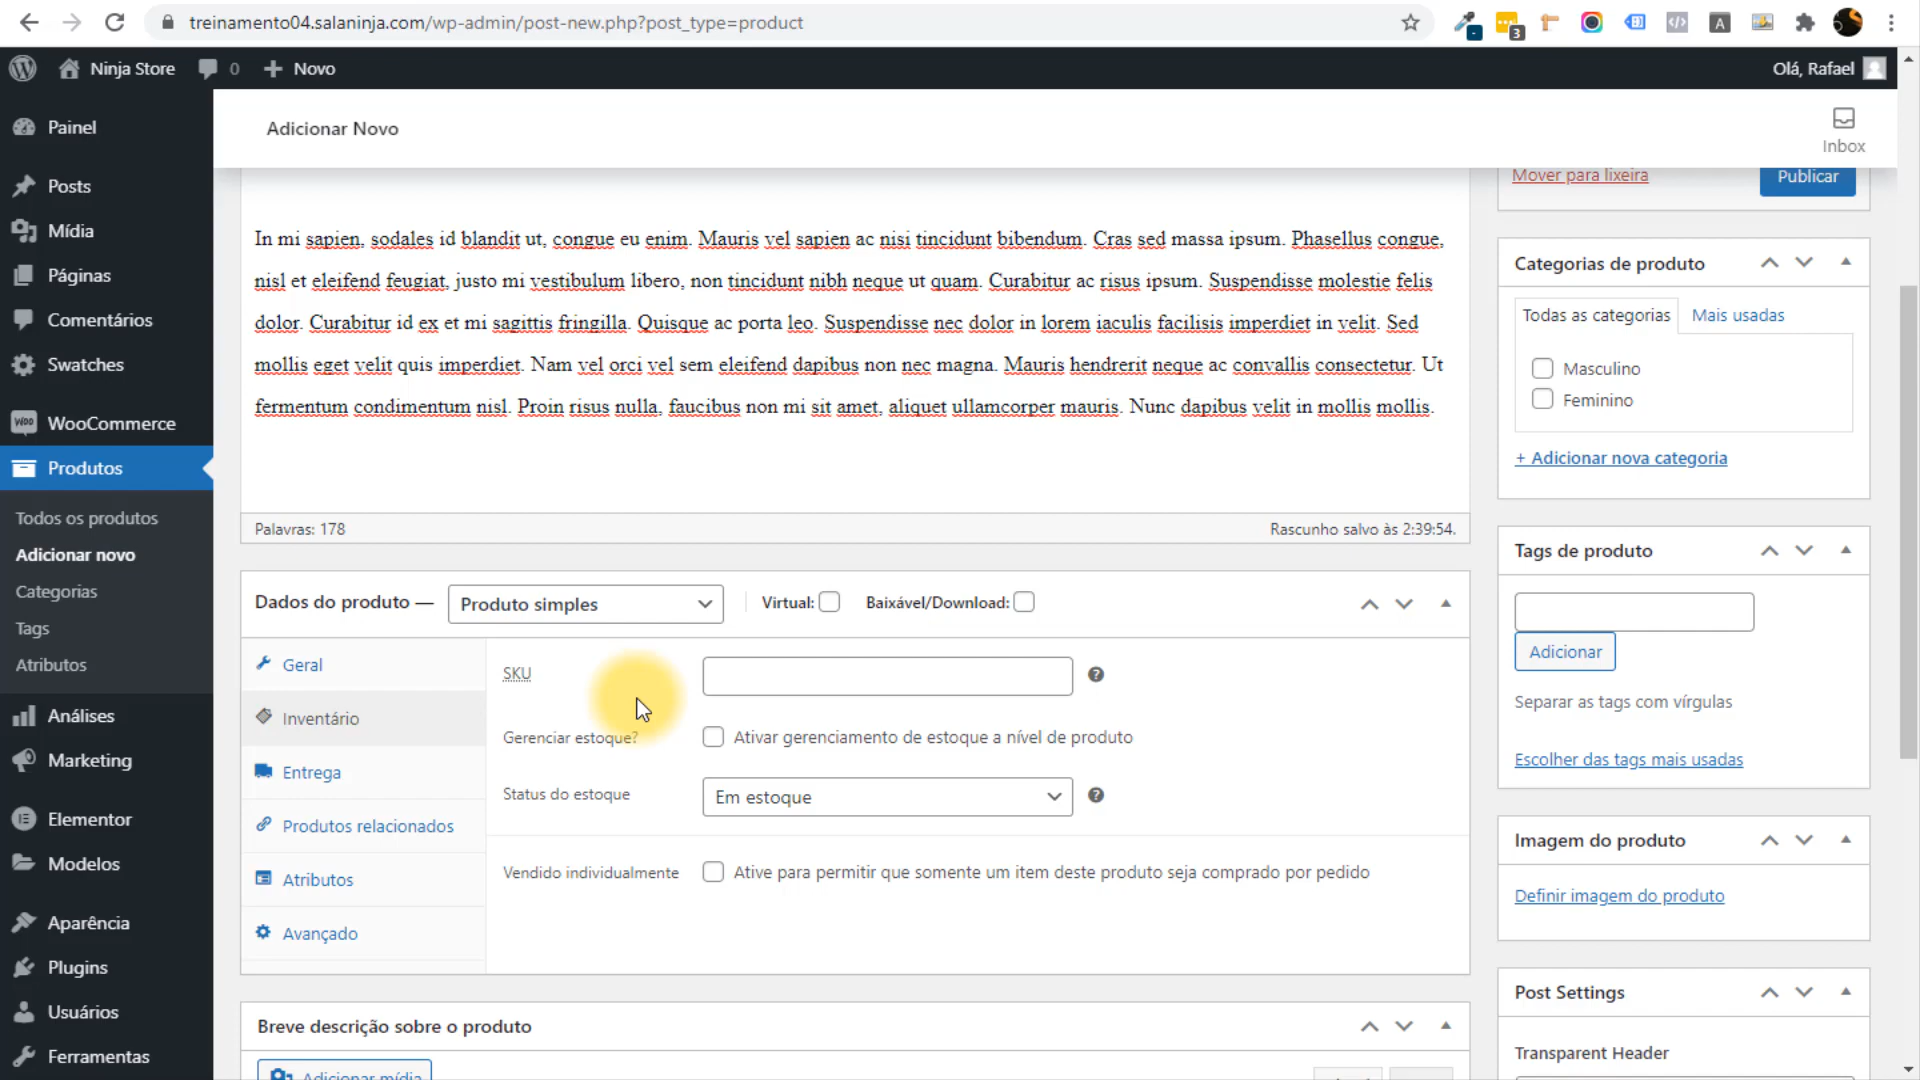 treinamento04.salaninja.com/wp-admin/post-new.php?post_type=product
3
A
Ninja Store
0
Novo
Olá, Rafael
Painel
Posts
Mídia
Páginas
Comentários
Swatches
WooCommerce
Produtos
Todos os produtos
Adicionar novo
Categorias
Tags
Atributos
Análises
Marketing
Elementor
Modelos
Aparência
Plugins
Usuários
Ferramentas
Adicionar Novo
Inbox
In mi sapien, sodales id blandit ut, congue eu enim. Mauris vel sapien ac nisi tincidunt bibendum. Cras sed massa ipsum. Phasellus congue,
nisl et eleifend feugiat, justo mi vestibulum libero, non tincidunt nibh neque ut quam. Curabitur ac risus ipsum. Suspendisse molestie felis
dolor. Curabitur id ex et mi sagittis fringilla. Quisque ac porta leo. Suspendisse nec dolor in lorem iaculis facilisis imperdiet in velit. Sed
mollis eget velit quis imperdiet. Nam vel orci vel sem eleifend dapibus non nec magna. Mauris hendrerit neque ac convallis consectetur. Ut
fermentum condimentum nisl. Proin risus nulla, faucibus non mi sit amet, aliquet ullamcorper mauris. Nunc dapibus velit in mollis mollis.
Palavras: 178
Rascunho salvo às 2:39:54.
Dados do produto —
Produto simples
Virtual:
Baixável/Download:
Geral
Inventário
Entrega
Produtos relacionados
Atributos
Avançado
SKU
Gerenciar estoque?
Ativar gerenciamento de estoque a nível de produto
Status do estoque
Em estoque
Vendido individualmente
Ative para permitir que somente um item deste produto seja comprado por pedido
Breve descrição sobre o produto
Adicionar mídia
Mover para lixeira
Publicar
Categorias de produto
Todas as categorias
Mais usadas
Masculino
Feminino
+ Adicionar nova categoria
Tags de produto
Adicionar
Separar as tags com vírgulas
Escolher das tags mais usadas
Imagem do produto
Definir imagem do produto
Post Settings
Transparent Header